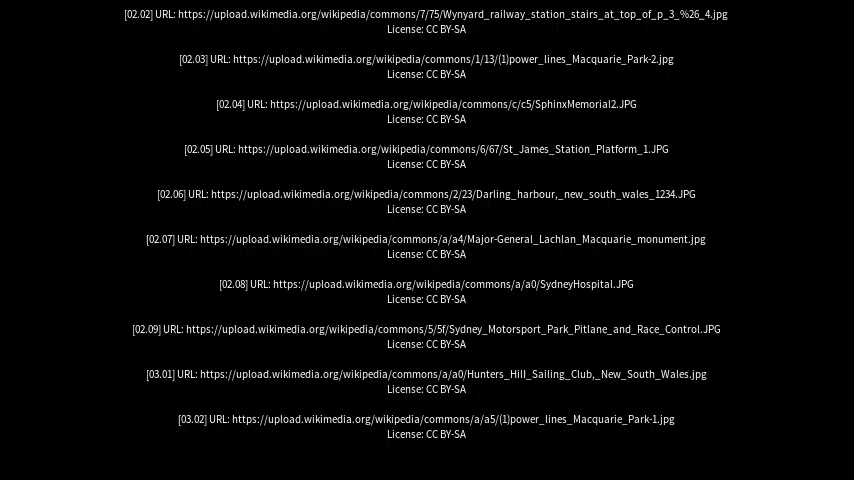 [02.02] URL: https://upload.wikimedia.org/wikipedia/commons/7/75/Wynyard_railway_station_stairs_at_top_of_p_3_%26_4.jpg
License: CC BY-SA
[02.03] URL: https://upload.wikimedia.org/wikipedia/commons/1/13/(1)power_lines_Macquarie_Park-2.jpg
License: CC BY-SA
[02.04] URL: https://upload.wikimedia.org/wikipedia/commons/c/c5/SphinxMemorial2.JPG
License: CC BY-SA
[02.05] URL: https://upload.wikimedia.org/wikipedia/commons/6/67/St_James_Station_Platform_1.JPG
License: CC BY-SA
[02.06] URL: https://upload.wikimedia.org/wikipedia/commons/2/23/Darling_harbour,_new_south_wales_1234.JPG
License: CC BY-SA
[02.07] URL: https://upload.wikimedia.org/wikipedia/commons/a/a4/Major-General_Lachlan_Macquarie_monument.jpg
License: CC BY-SA
[02.08] URL: https://upload.wikimedia.org/wikipedia/commons/a/a0/SydneyHospital.JPG
License: CC BY-SA
[02.09] URL: https://upload.wikimedia.org/wikipedia/commons/5/5f/Sydney_Motorsport_Park_Pitlane_and_Race_Control.JPG
License: CC BY-SA
[03.01] URL: https://upload.wikimedia.org/wikipedia/commons/a/a0/Hunters_Hill_Sailing_Club,_New_South_Wales.jpg
License: CC BY-SA
[03.02] URL: https://upload.wikimedia.org/wikipedia/commons/a/a5/(1)power_lines_Macquarie_Park-1.jpg
License: CC BY-SA